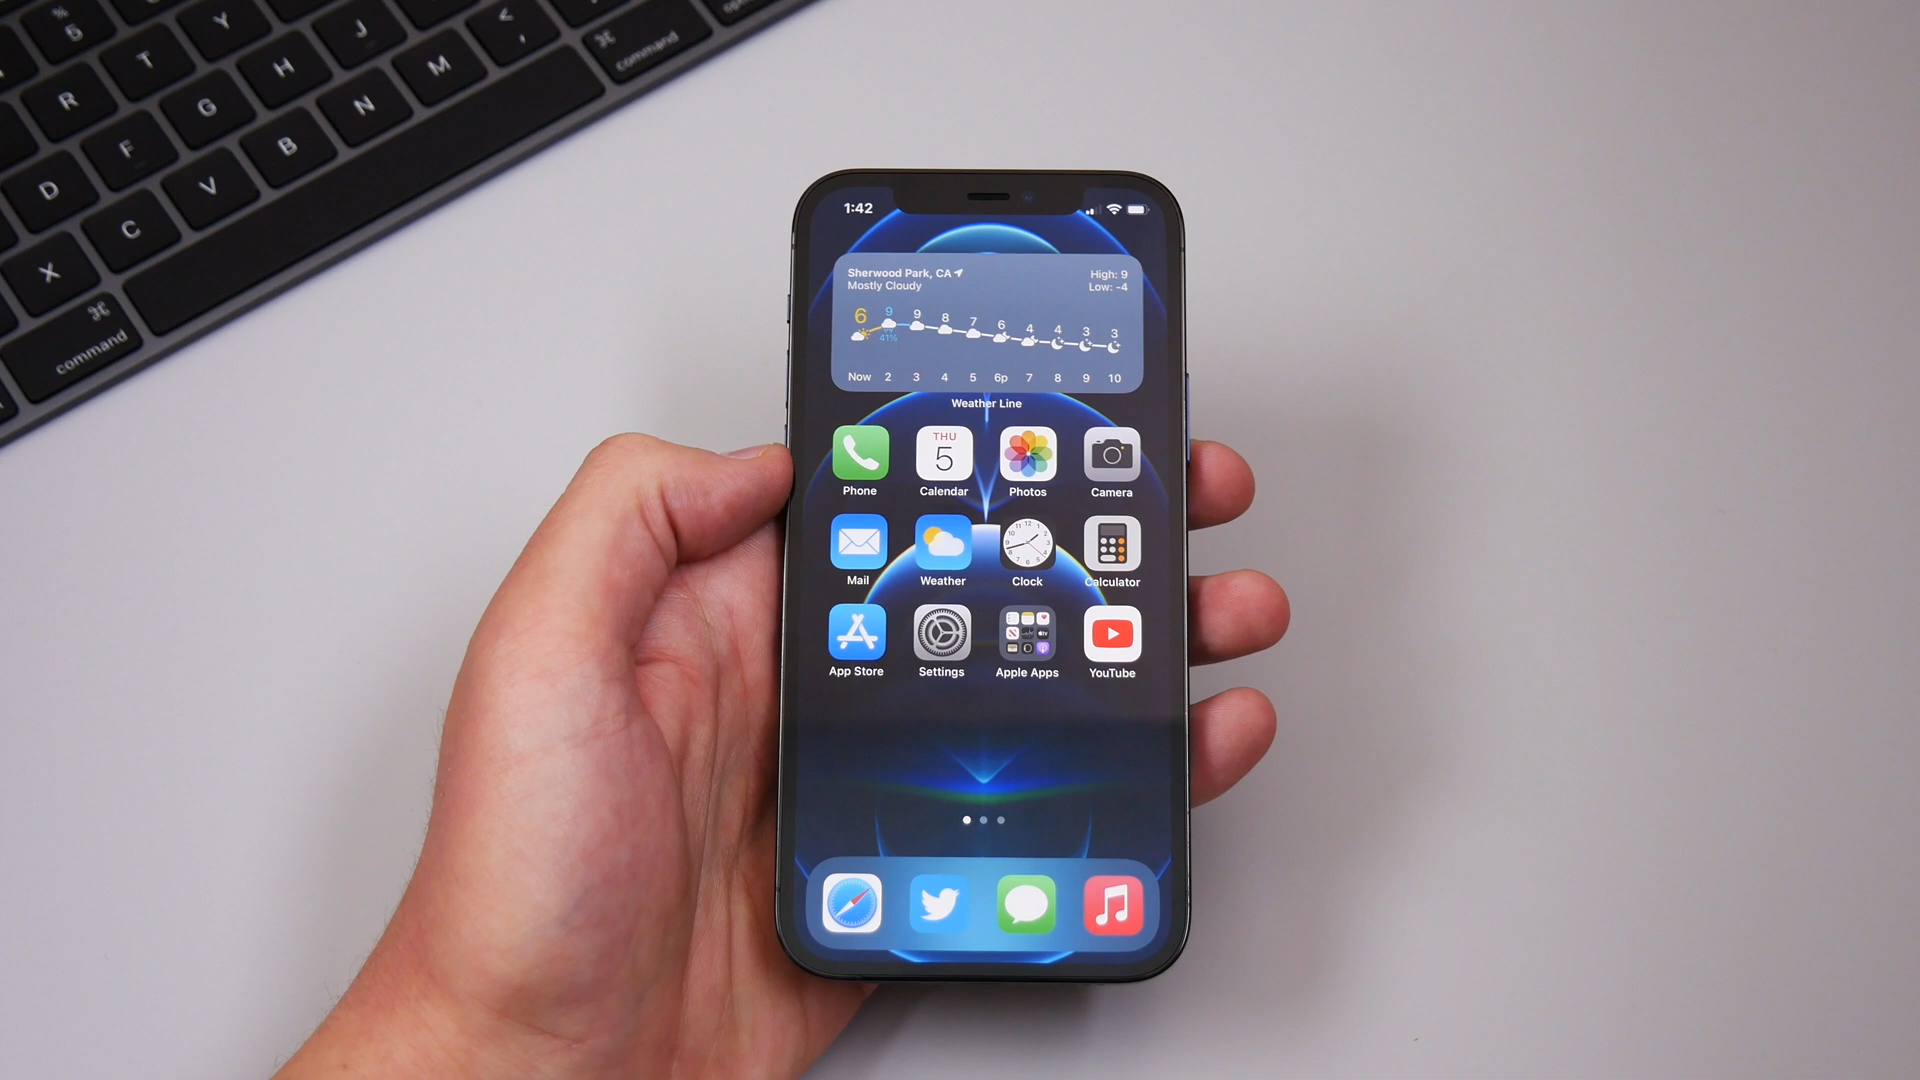 %
5
T
Y
<
,
R
G
H
J
M
⌘
command
F
B
N
D
C
V
X
⌘
command
1:42
Sherwood Park, CA
High: 9
Mostly Cloudy
Low: -4
6 9 9 8 7 6 4 4 3 3
41%
Now 2 3 4 5 6p 7 8 9 10
Weather Line
THU
5
Phone Calendar Photos Camera
Mail Weather Clock Calculator
App Store Settings Apple Apps YouTube